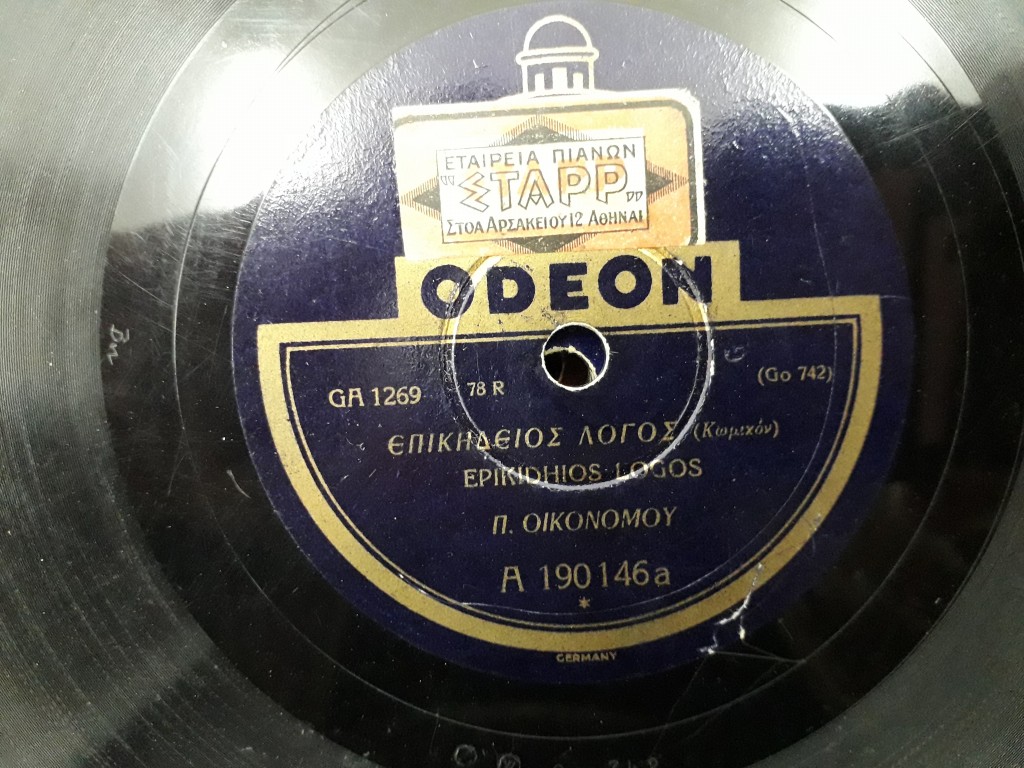 ΕΤΑΙΡΕΙΑ ΠΙΑΝΩΝ
"ΣΤΑΡΡ"
ΣΤΟΑ ΑΡΣΑΚΕΙΟΥ 12 ΑΘΗΝΑΙ
ODEON
GA 1269 78 R (Go 742)
ΕΠΙΚΗΔΕΙΟΣ ΛΟΓΟΣ (Κωμικόν)
EPIKIDHIOS LOGOS
Π. ΟΙΚΟΝΟΜΟΥ
A 190146a
*
GERMANY